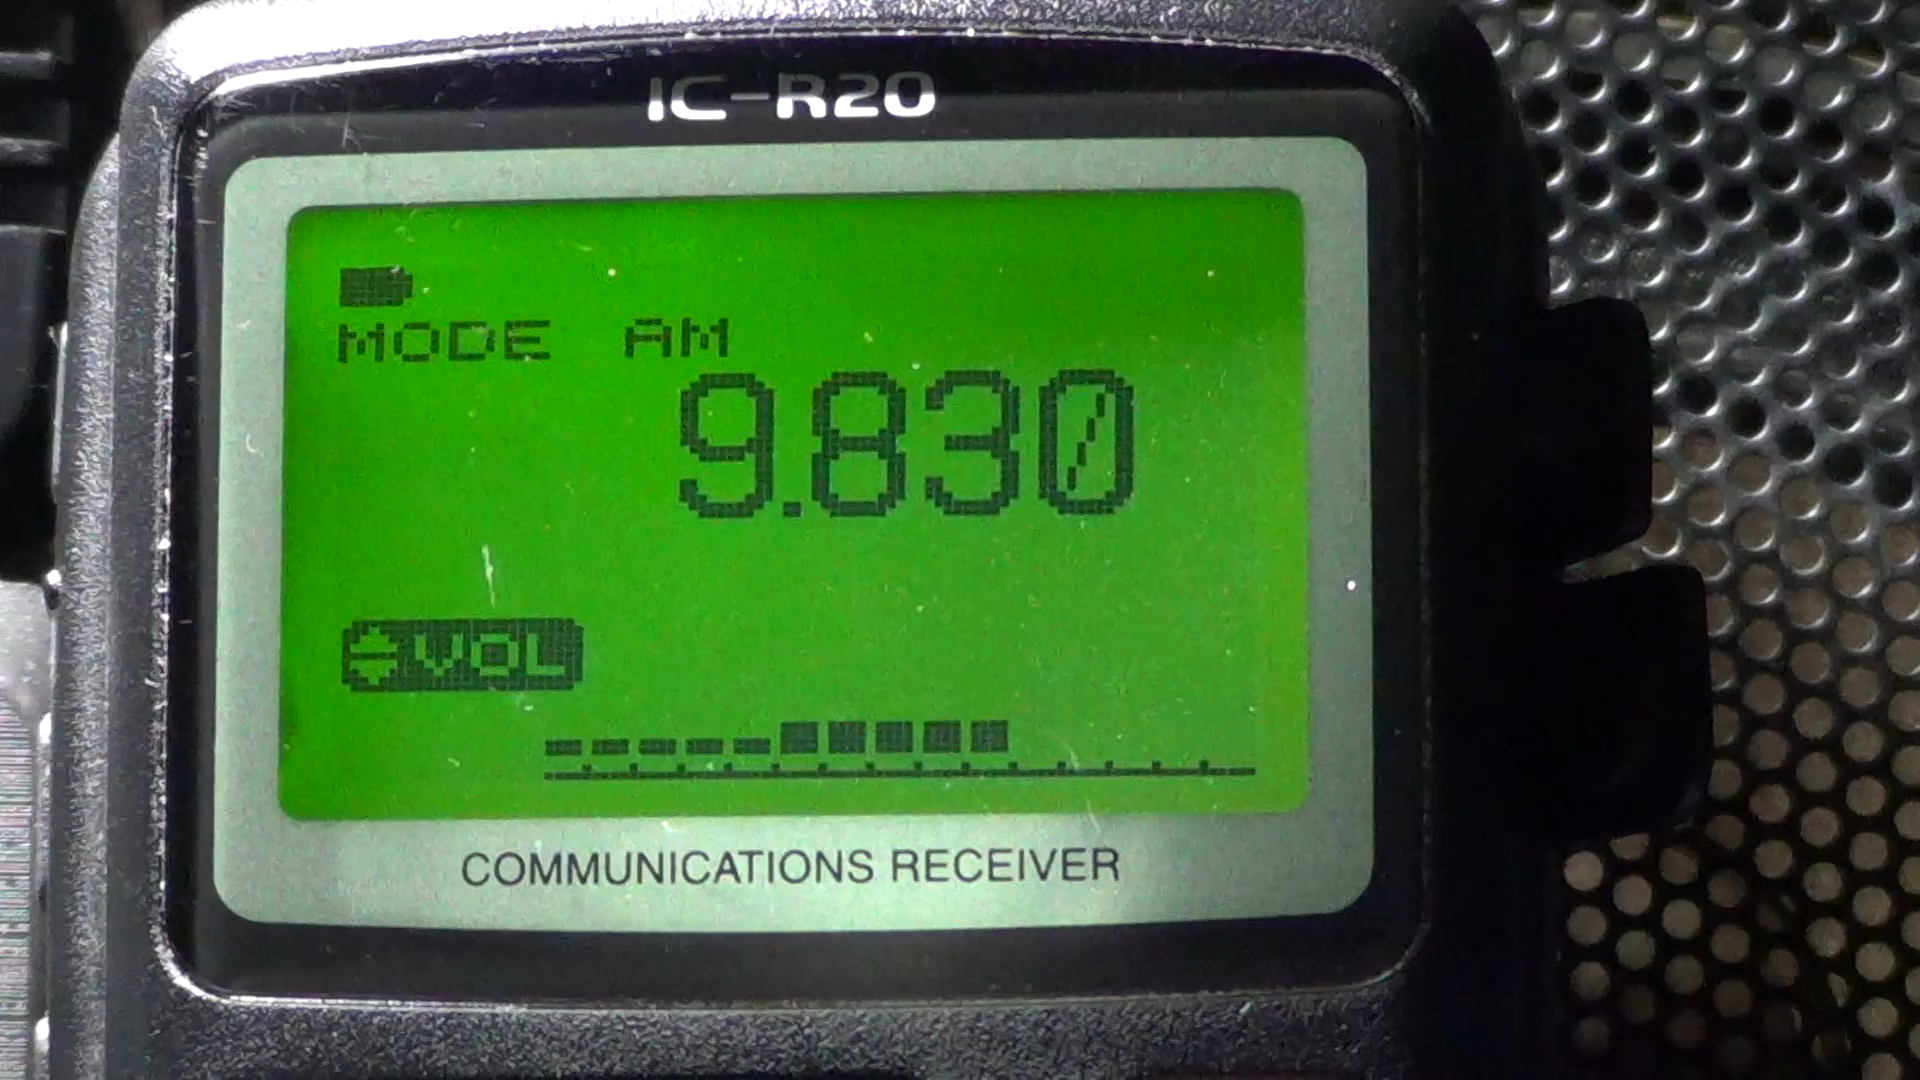 IC-R20
MODE AM
9.830
VOL
COMMUNICATIONS RECEIVER